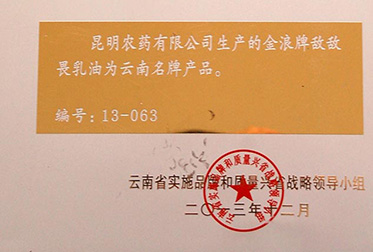 昆明农药有限公司生产的金浪牌敌敌
畏乳油为云南名牌产品。
编号：13-063
云南省实施品牌和质量兴省战略领导小组
二〇一三年十二月